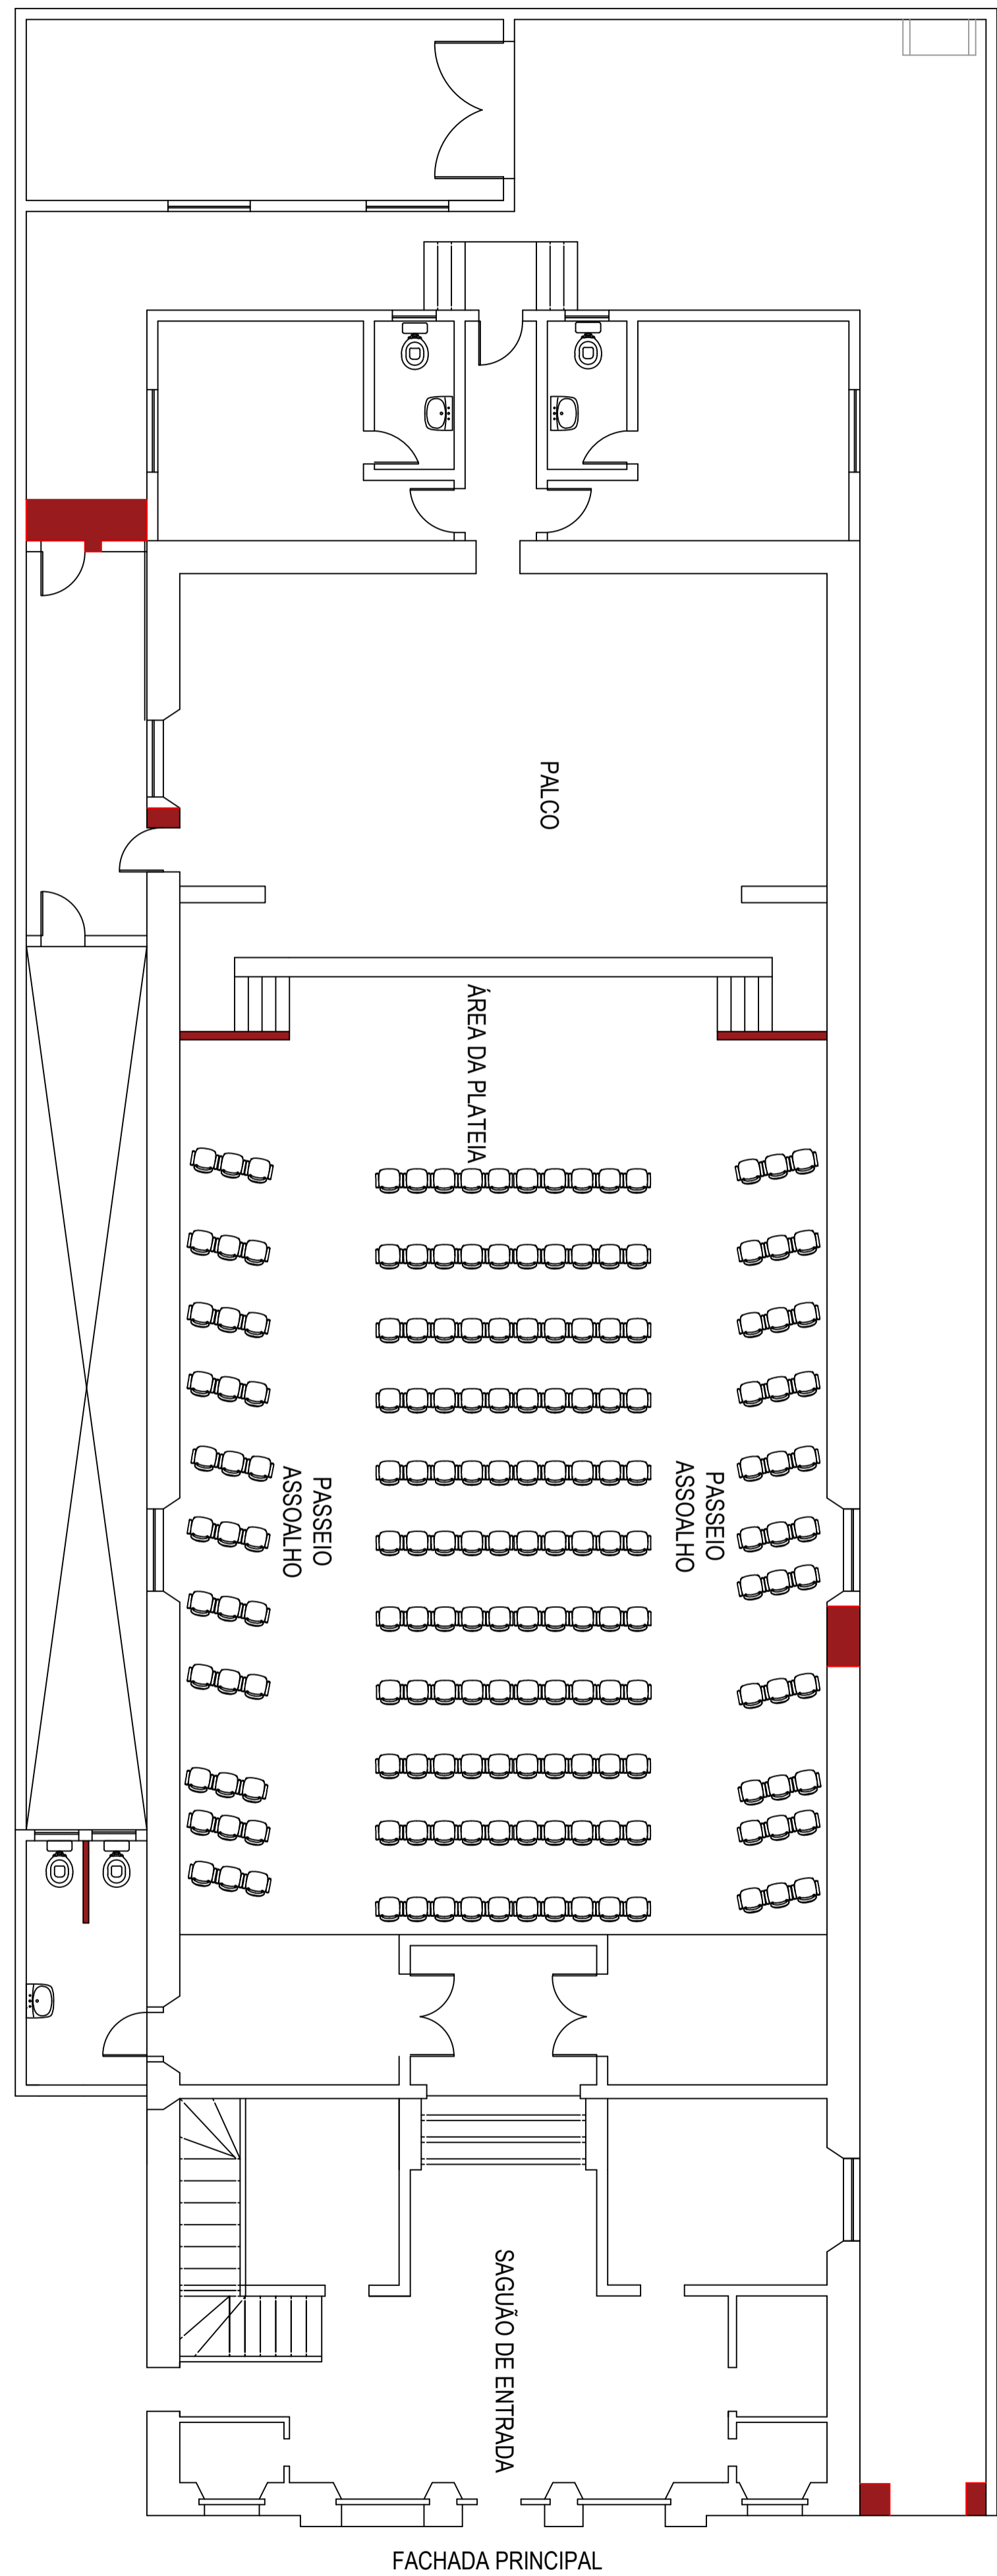 PALCO
ÁREA DA PLATEIA
PASSEIO
ASSOALHO
PASSEIO
ASSOALHO
SAGUÃO DE ENTRADA
FACHADA PRINCIPAL